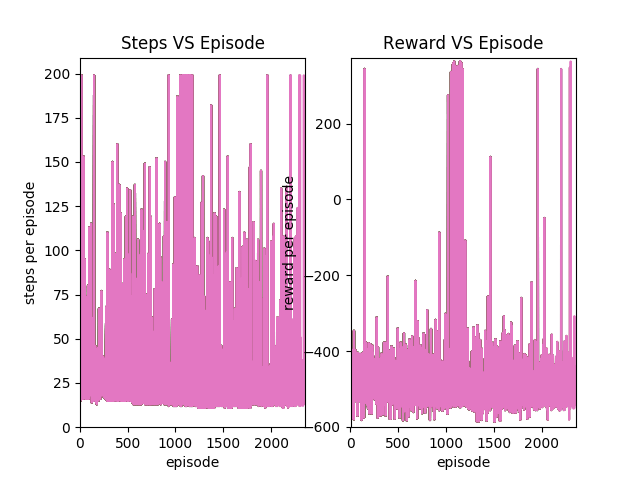 Steps VS Episode
steps per episode
200
175
150
125
100
75
50
25
0
0 500 1000 1500 2000
episode
Reward VS Episode
reward per episode
200
0
−200
−400
−600
0 500 1000 1500 2000
episode